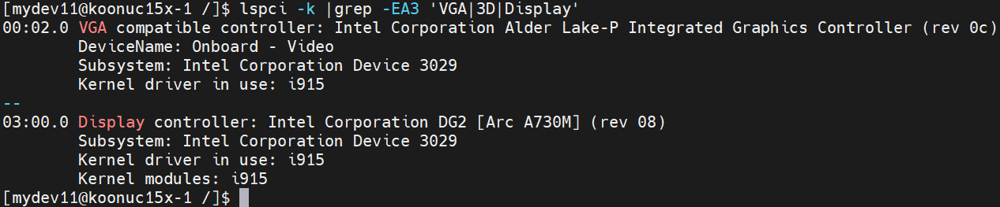 [mydev11@koonuc15x-1 /]$ lspci -k |grep -EA3 'VGA|3D|Display'
00:02.0 VGA compatible controller: Intel Corporation Alder Lake-P Integrated Graphics Controller (rev 0c)
        DeviceName: Onboard - Video
        Subsystem: Intel Corporation Device 3029
        Kernel driver in use: i915
--
03:00.0 Display controller: Intel Corporation DG2 [Arc A730M] (rev 08)
        Subsystem: Intel Corporation Device 3029
        Kernel driver in use: i915
        Kernel modules: i915
[mydev11@koonuc15x-1 /]$